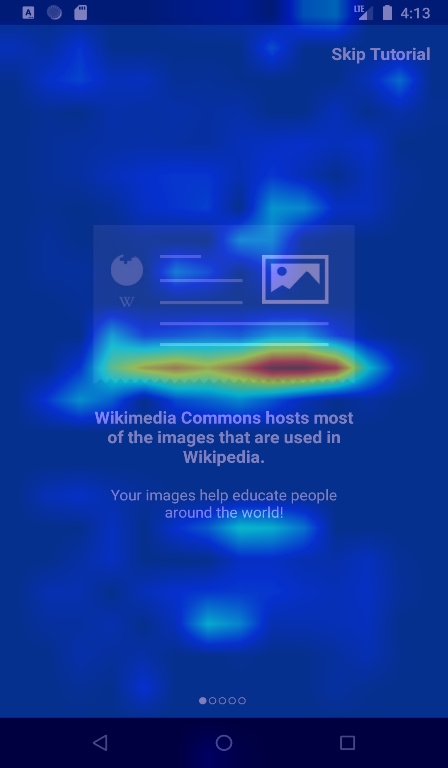 A LTE 4:13
Skip Tutorial
W
Wikimedia Commons hosts most
of the images that are used in
Wikipedia.
Your images help educate people
around the world!